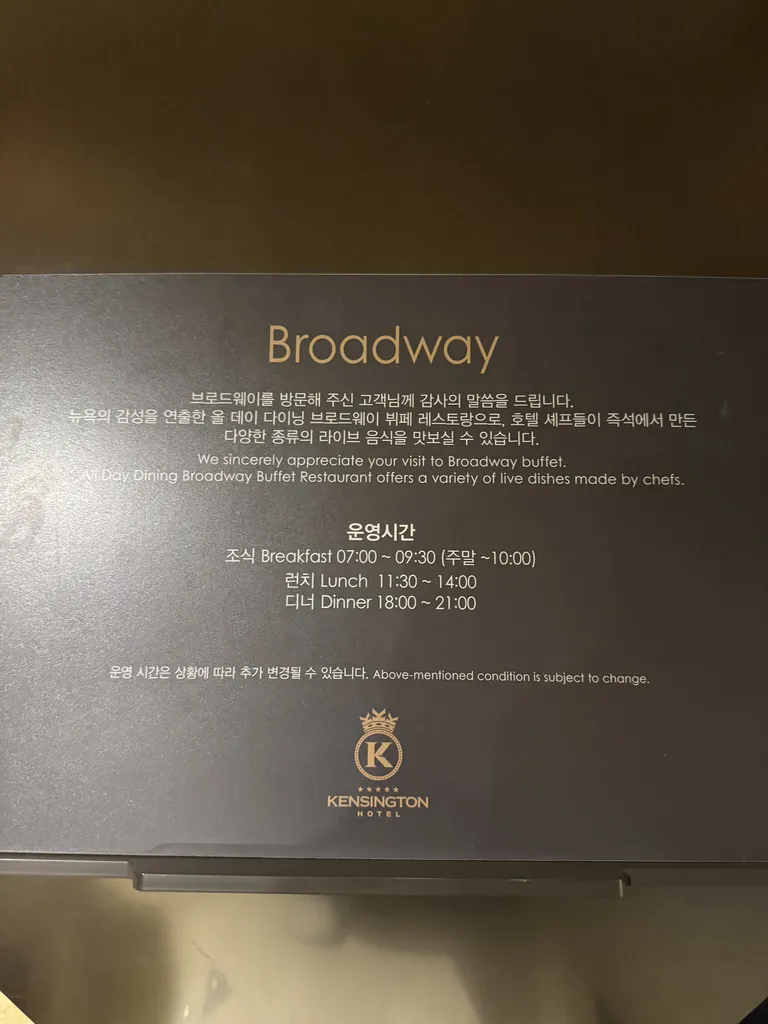 Broadway
브로드웨이를 방문해 주신 고객님께 감사의 말씀을 드립니다.
뉴욕의 감성을 연출한 올 데이 다이닝 브로드웨이 뷔페 레스토랑으로, 호텔 셰프들이 즉석에서 만든
다양한 종류의 라이브 음식을 맛보실 수 있습니다.
We sincerely appreciate your visit to Broadway buffet.
All Day Dining Broadway Buffet Restaurant offers a variety of live dishes made by chefs.
운영시간
조식 Breakfast 07:00 ~ 09:30 (주말 ~10:00)
런치 Lunch 11:30 ~ 14:00
디너 Dinner 18:00 ~ 21:00
운영 시간은 상황에 따라 추가 변경될 수 있습니다. Above-mentioned condition is subject to change.
K
KENSINGTON
HOTEL